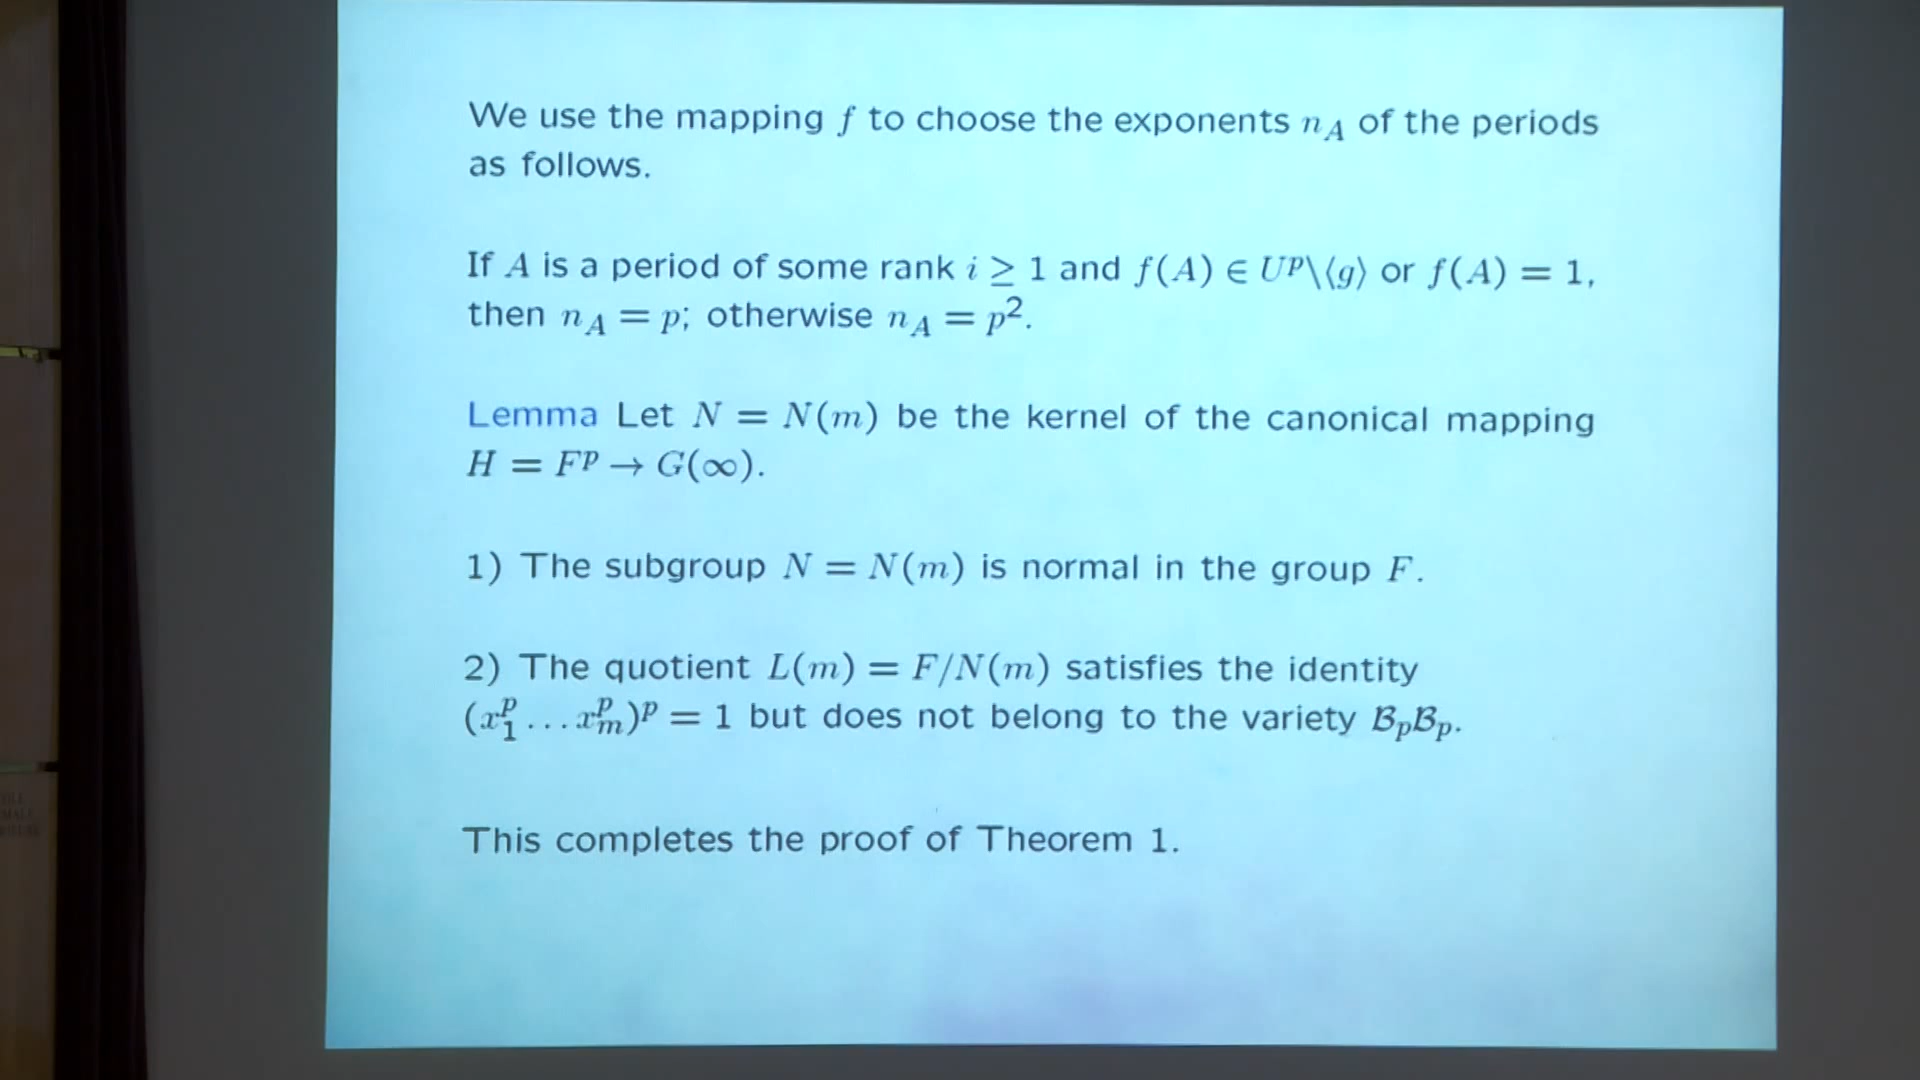 We use the mapping f to choose the exponents n_A of the periods
as follows.
If A is a period of some rank i ≥ 1 and f(A) ∈ U^p\⟨g⟩ or f(A) = 1,
then n_A = p; otherwise n_A = p².
Lemma Let N = N(m) be the kernel of the canonical mapping
H = F^p → G(∞).
1) The subgroup N = N(m) is normal in the group F.
2) The quotient L(m) = F/N(m) satisfies the identity
(x_1^p ... x_m^p)^p = 1 but does not belong to the variety ℬ_pℬ_p.
This completes the proof of Theorem 1.